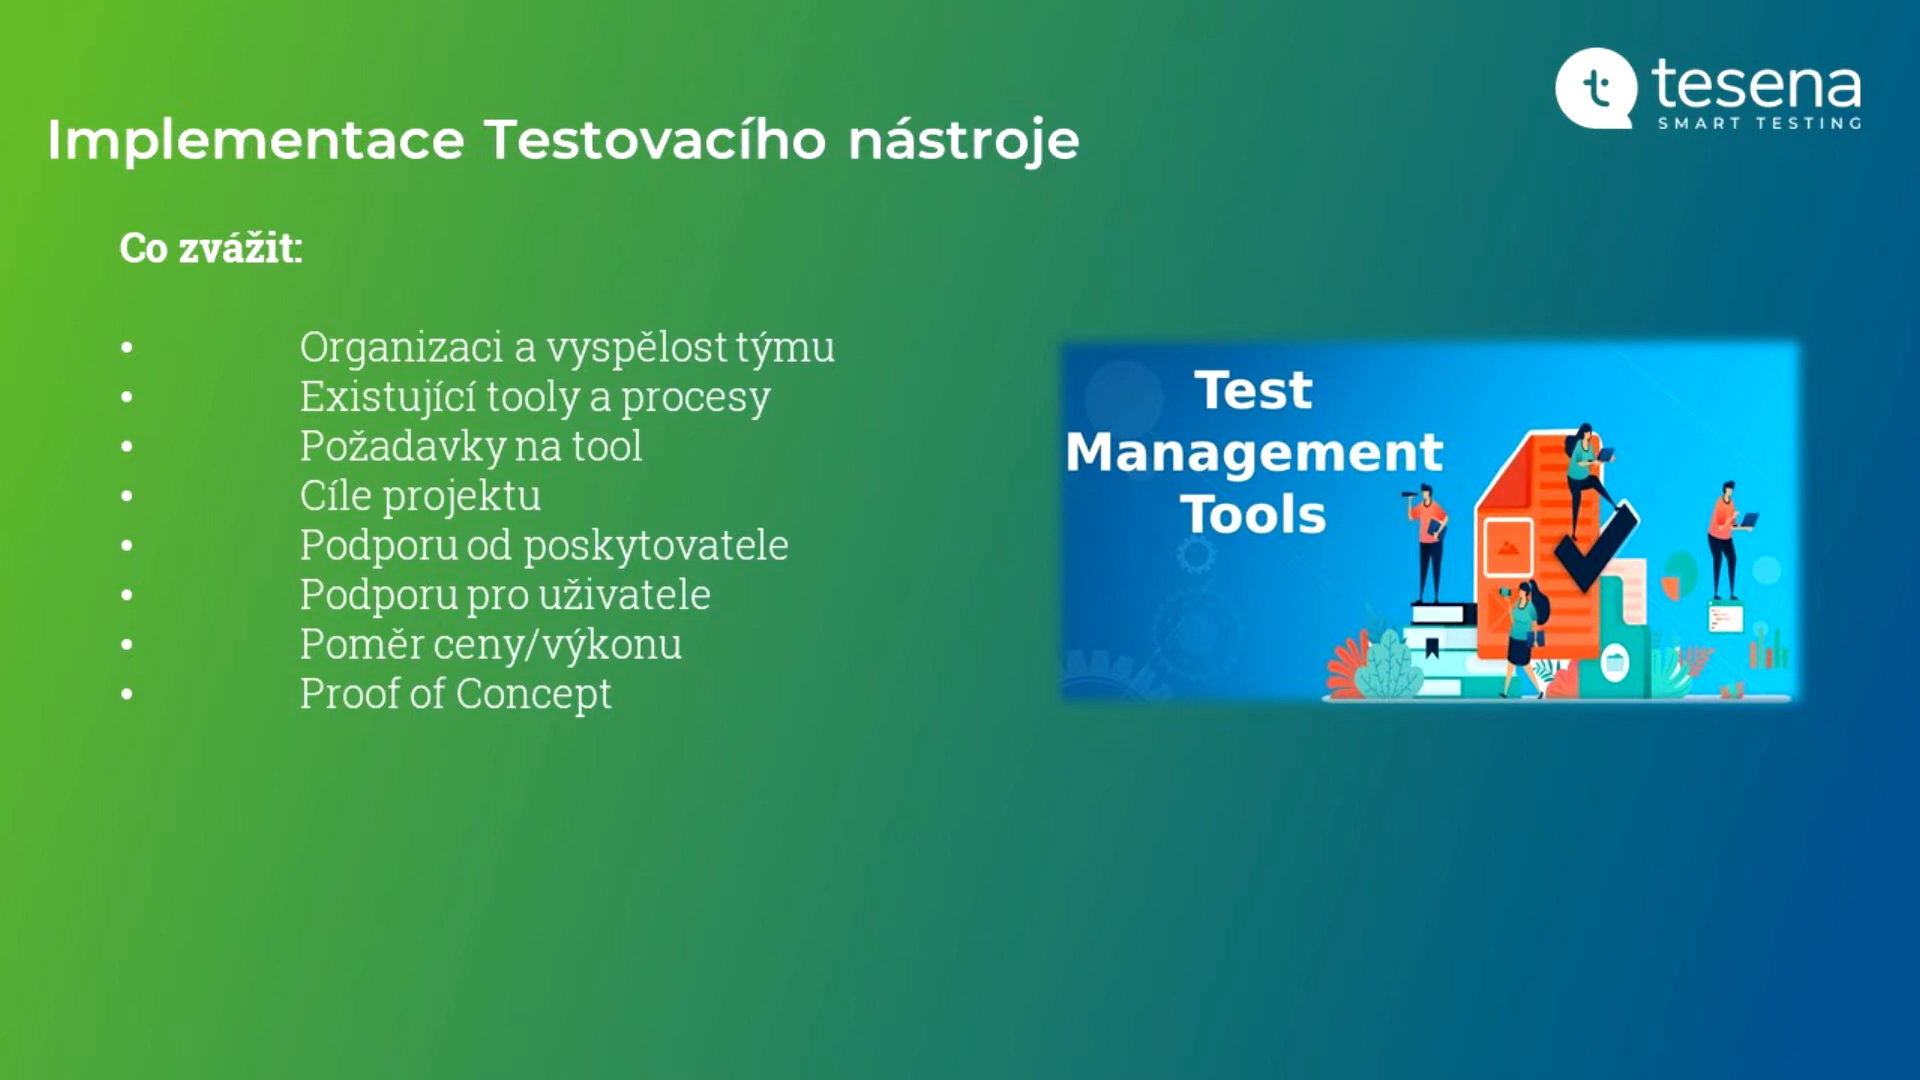 tesena
SMART TESTING
Implementace Testovacího nástroje
Co zvážit:
• Organizaci a vyspělost týmu
• Existující tooly a procesy
• Požadavky na tool
• Cíle projektu
• Podporu od poskytovatele
• Podporu pro uživatele
• Poměr ceny/výkonu
• Proof of Concept
Test
Management
Tools